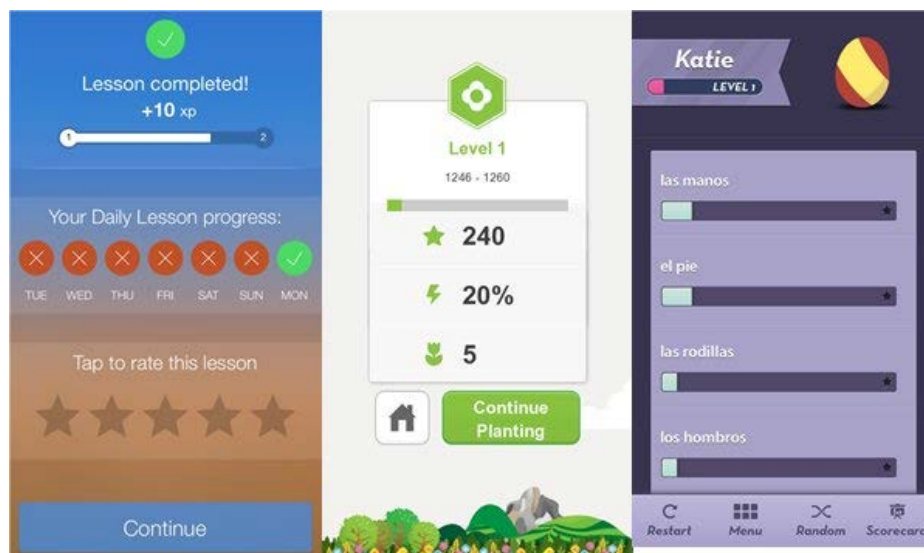 Lesson completed!
+10 xp
1 2
Your Daily Lesson progress:
TUE WED THU FRI SAT SUN MON
Tap to rate this lesson
Continue
Level 1
1246 - 1260
240
20%
5
Continue
Planting
Katie
LEVEL 1
las manos
el pie
las rodillas
los hombros
Restart Menu Random Scorecard